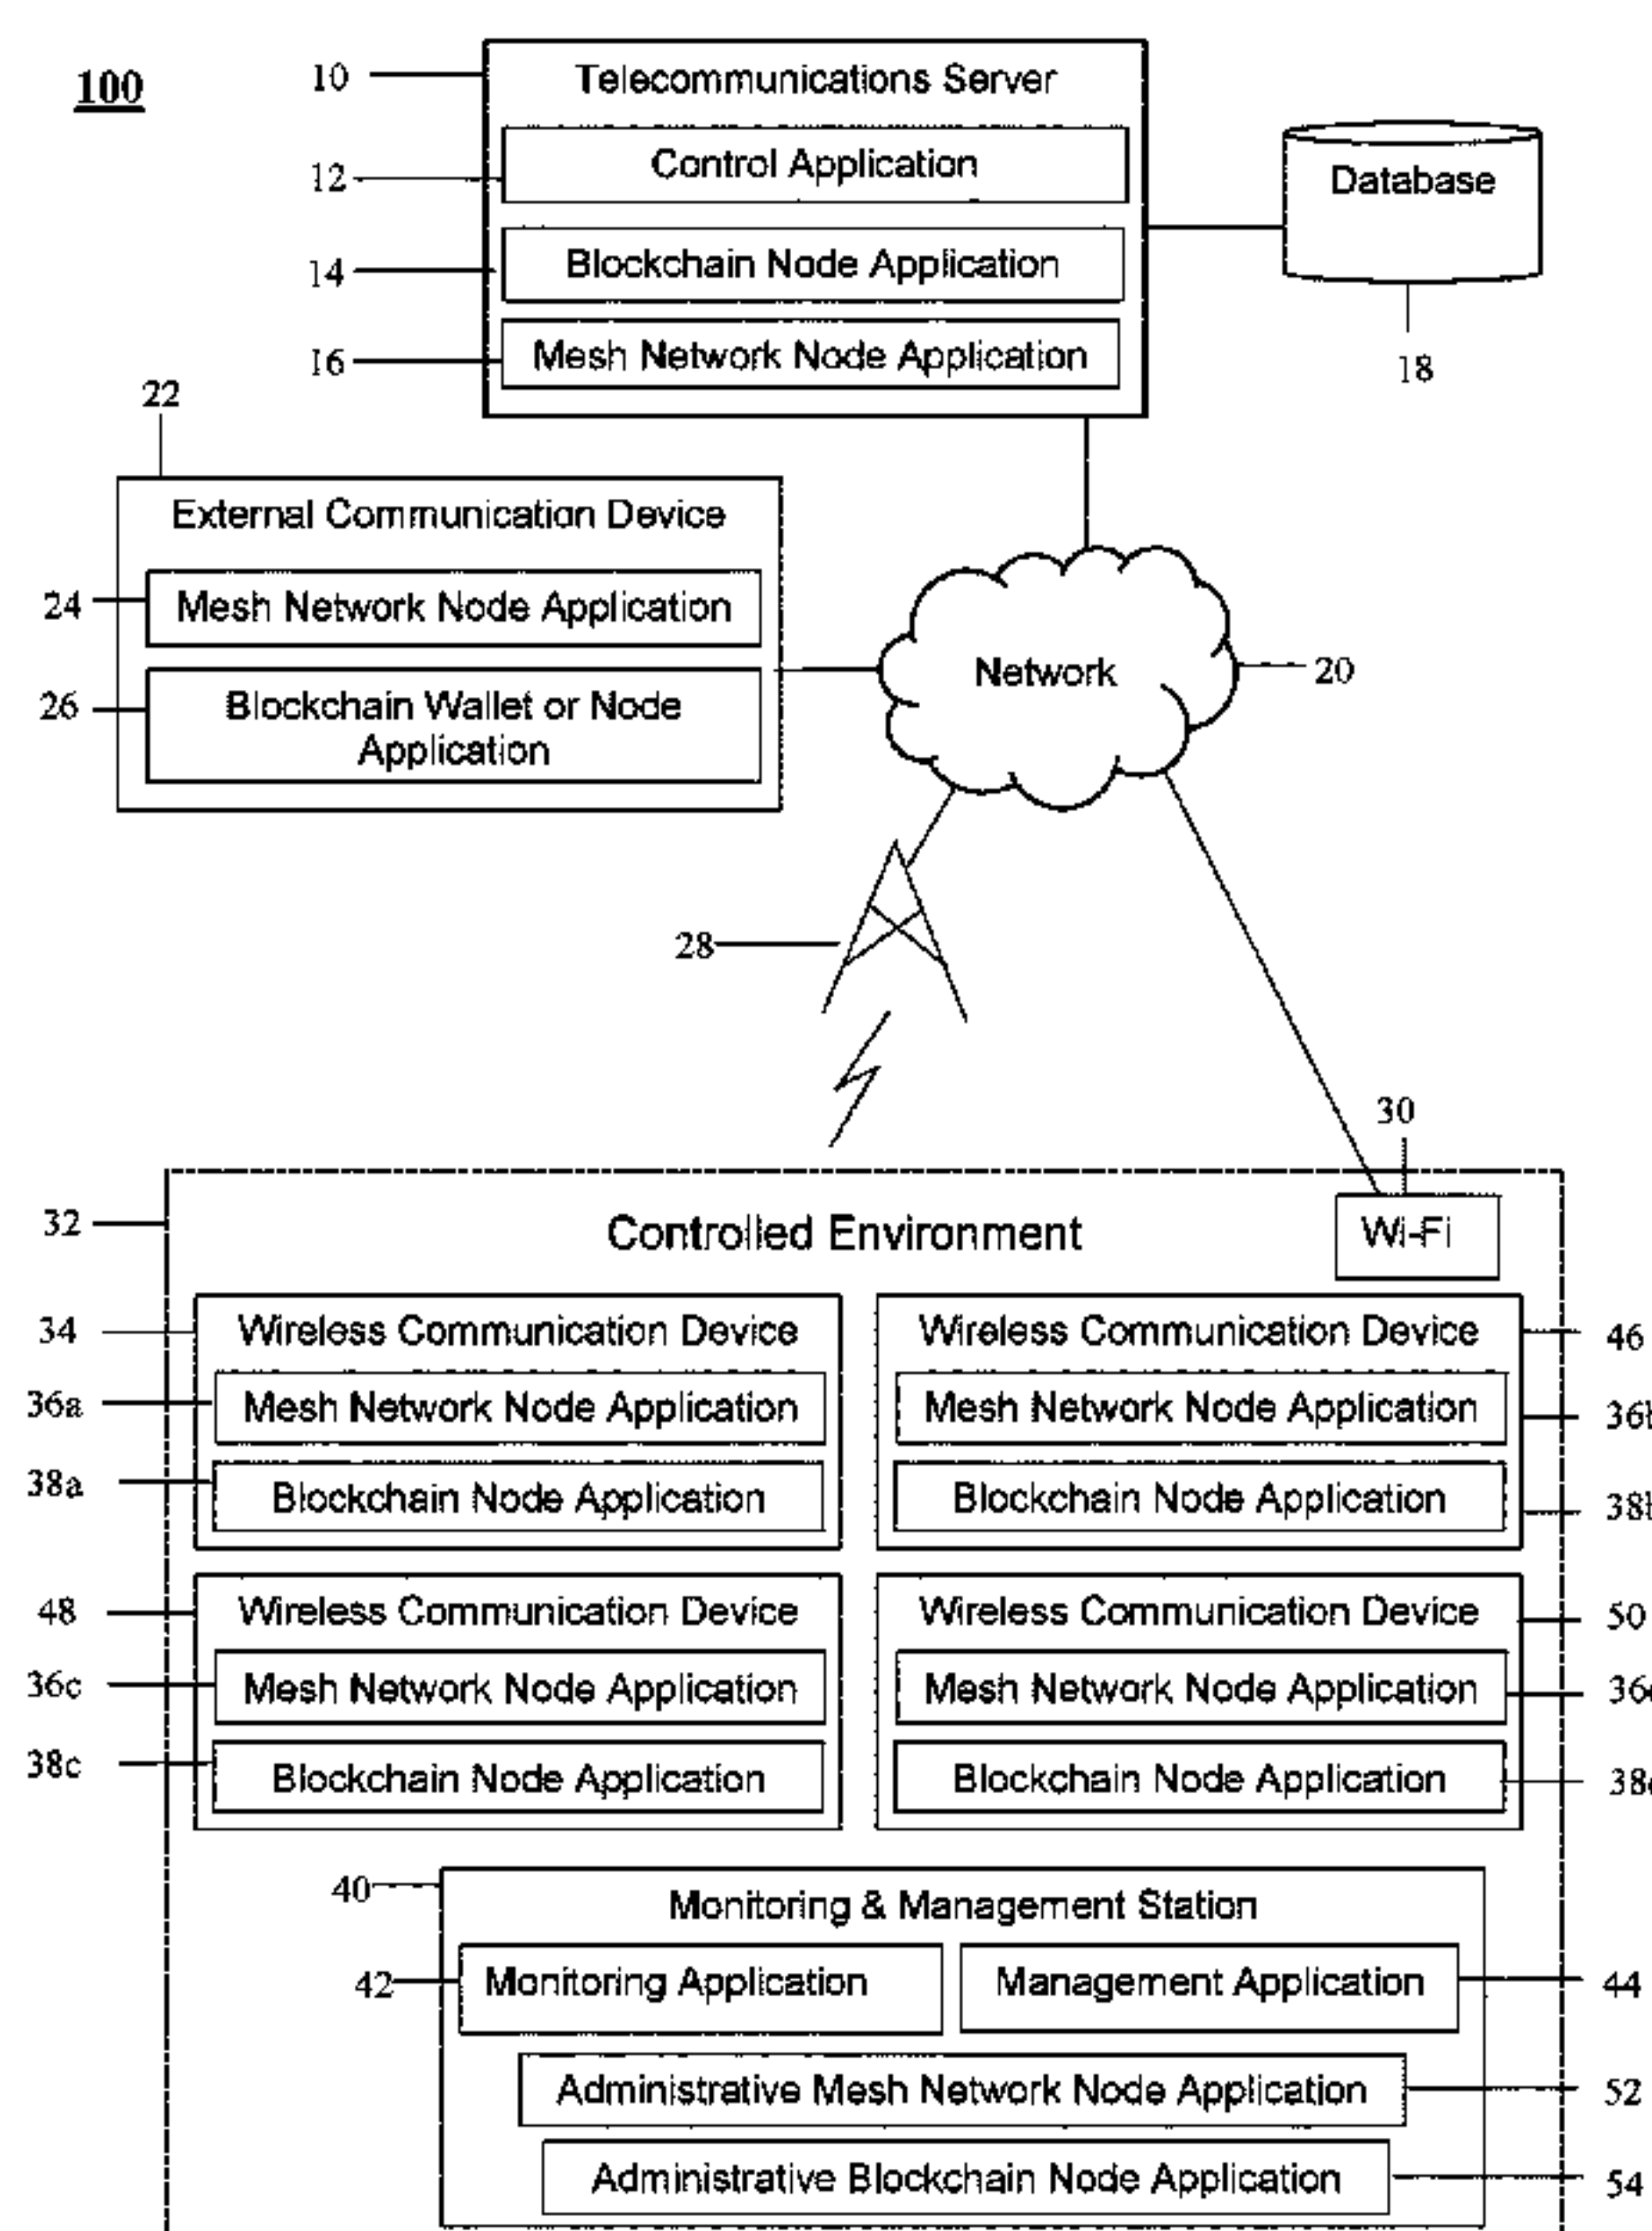 100
10
Telecommunications Server
12
Control Application
14
Blockchain Node Application
16
Mesh Network Node Application
Database
18
22
External Communication Device
24
Mesh Network Node Application
26
Blockchain Wallet or Node
Application
Network
20
28
30
32
Controlled Environment
Wi-Fi
34
Wireless Communication Device
36a
Mesh Network Node Application
38a
Blockchain Node Application
Wireless Communication Device
46
Mesh Network Node Application
Blockchain Node Application
48
Wireless Communication Device
36c
Mesh Network Node Application
38c
Blockchain Node Application
Wireless Communication Device
50
Mesh Network Node Application
Blockchain Node Application
40
Monitoring & Management Station
42
Monitoring Application
Management Application
44
Administrative Mesh Network Node Application
52
Administrative Blockchain Node Application
54